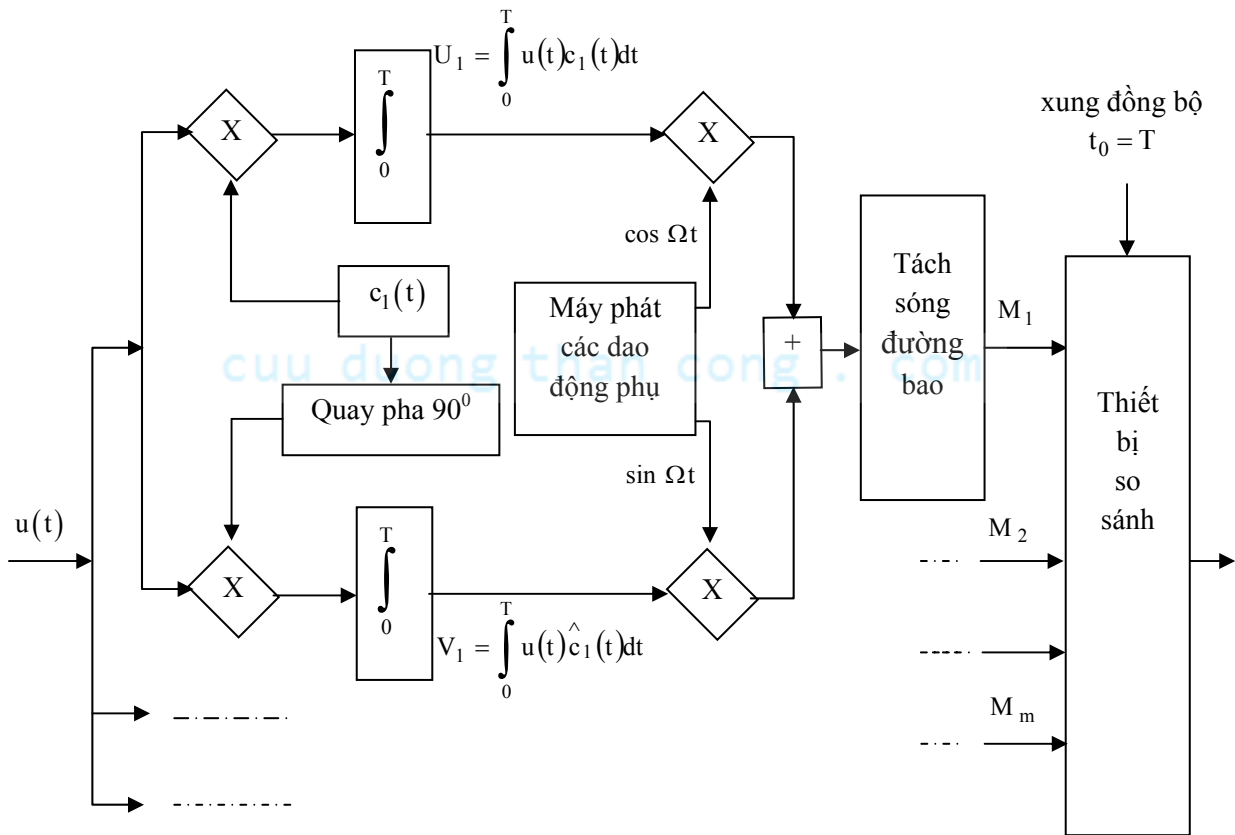 U₁ = ∫₀ᵀ u(t)c₁(t)dt
X
∫₀ᵀ
X
xung đồng bộ
t₀ = T
cos Ωt
c₁(t)
Máy phát
các dao
động phụ
Tách
sóng
đường
bao
M₁
+
cuu duong than cong . com
Quay pha 90⁰
Thiết
bị
so
sánh
sin Ωt
u(t)
X
∫₀ᵀ
X
M₂
V₁ = ∫₀ᵀ u(t)ĉ₁(t)dt
Mₘ